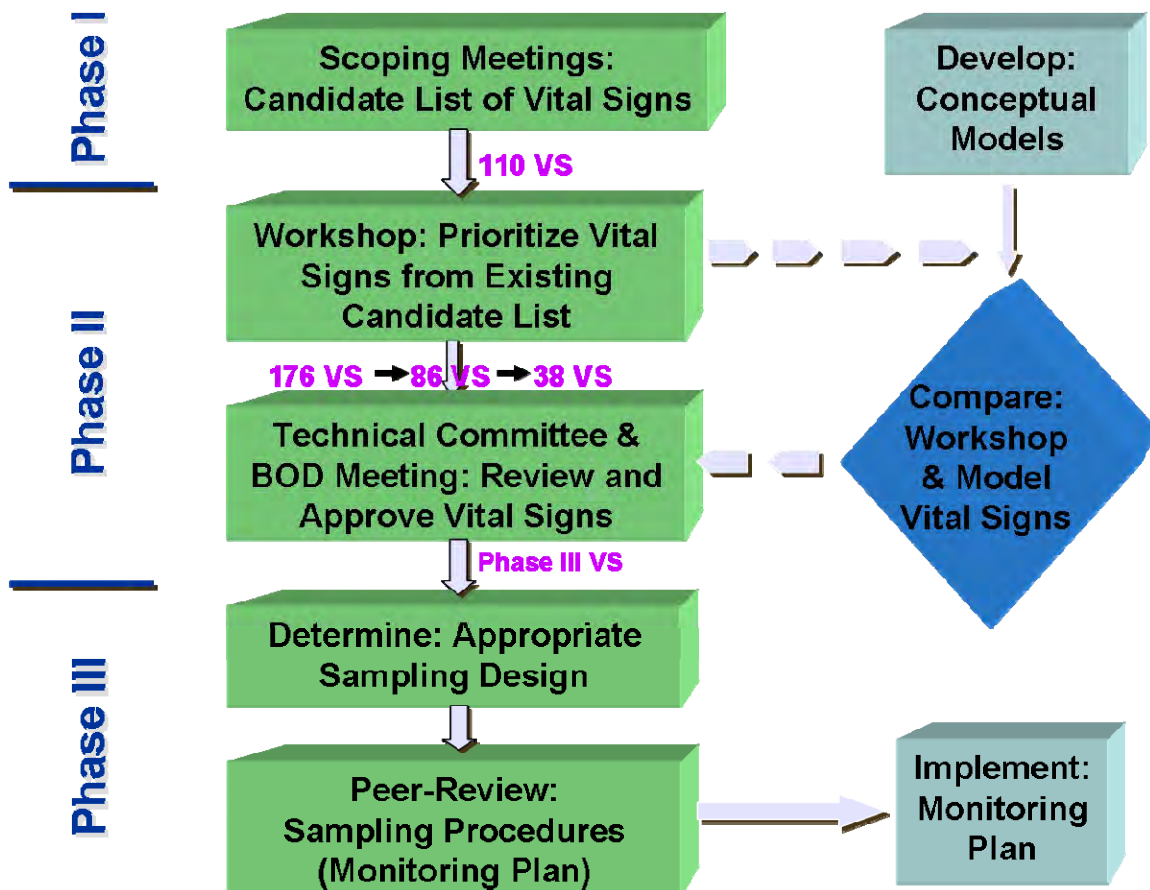 Phase I
Scoping Meetings:
Candidate List of Vital Signs
Develop:
Conceptual
Models
110 VS
Phase II
Workshop: Prioritize Vital
Signs from Existing
Candidate List
176 VS 86 VS 38 VS
Technical Committee &
BOD Meeting: Review and
Approve Vital Signs
Compare:
Workshop
& Model
Vital Signs
Phase III VS
Phase III
Determine: Appropriate
Sampling Design
Peer-Review:
Sampling Procedures
(Monitoring Plan)
Implement:
Monitoring
Plan